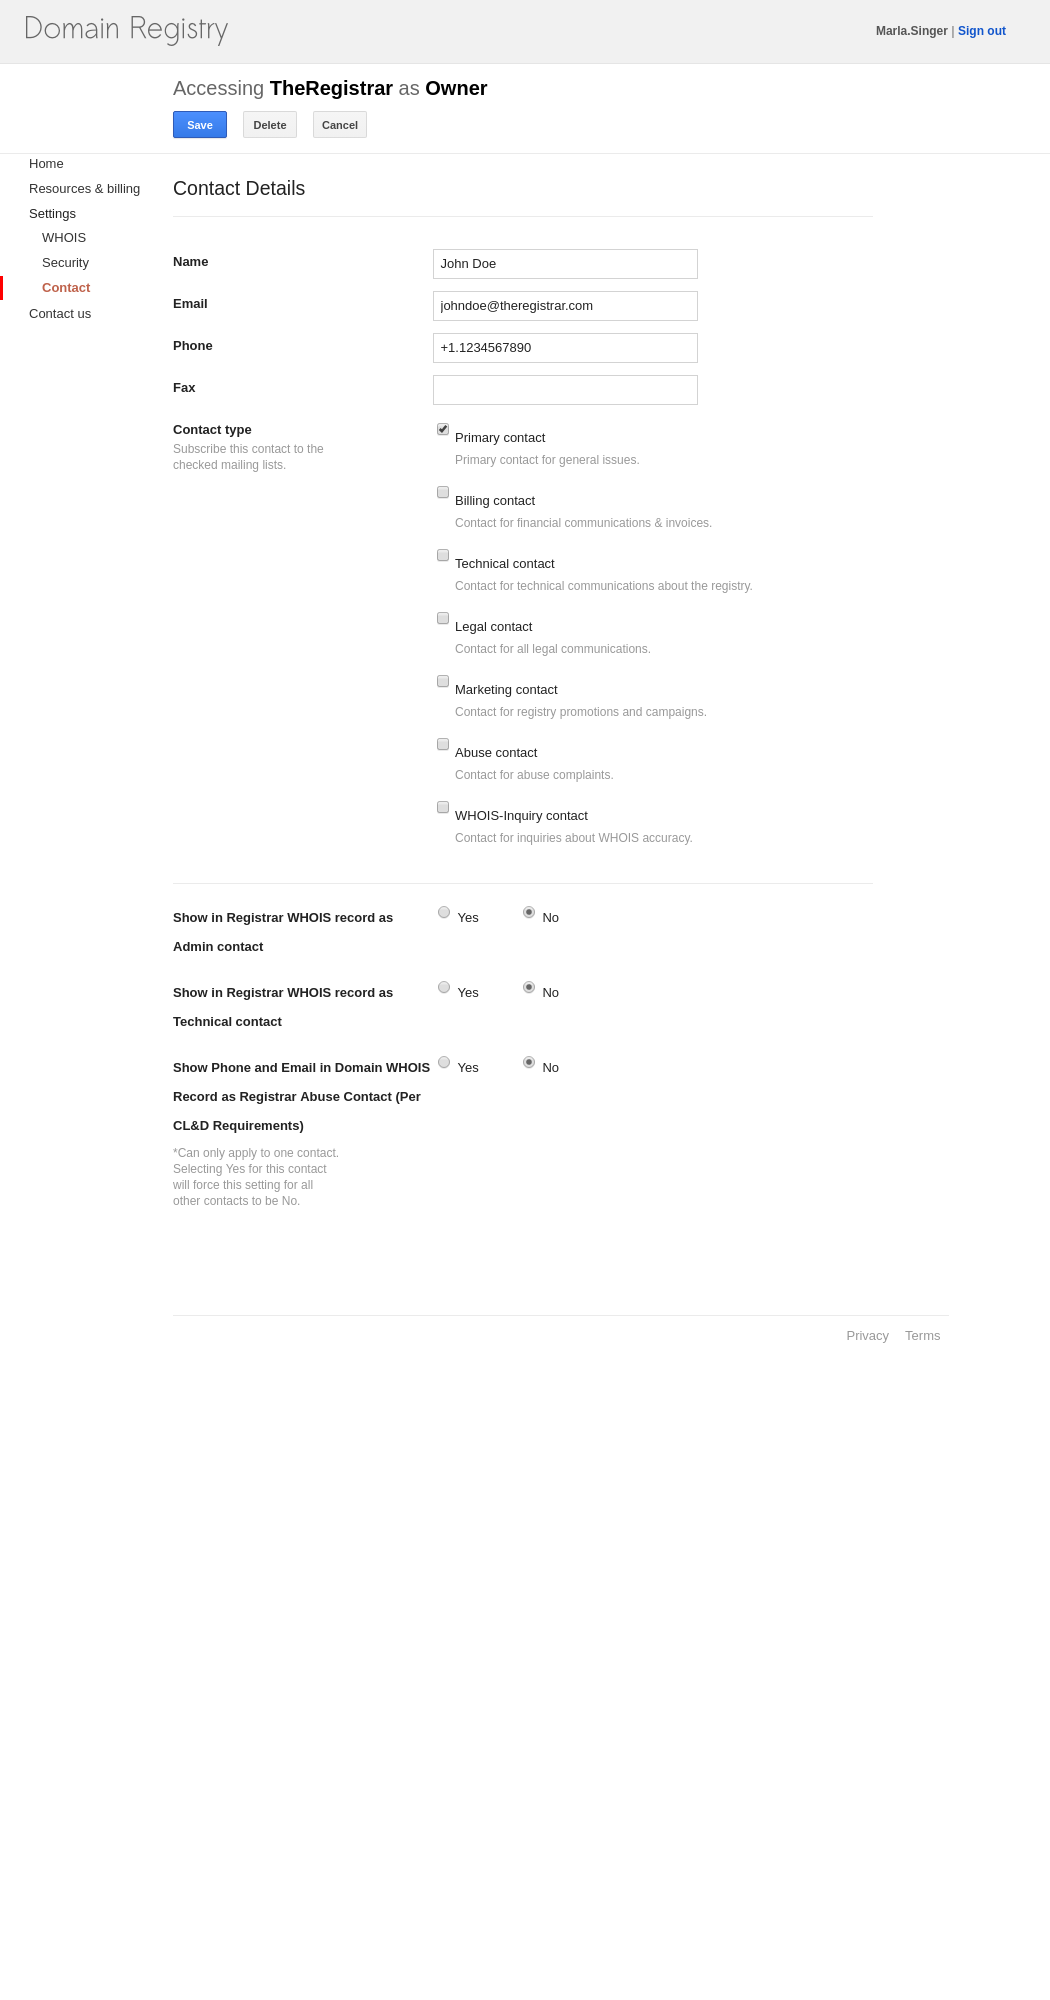 Domain Registry
Marla.Singer | Sign out
Accessing TheRegistrar as Owner
Save
Delete
Cancel
Home
Resources & billing
Settings
WHOIS
Security
Contact
Contact us
Contact Details
Name
John Doe
Email
johndoe@theregistrar.com
Phone
+1.1234567890
Fax
Contact type
Subscribe this contact to the
checked mailing lists.
Primary contact
Primary contact for general issues.
Billing contact
Contact for financial communications & invoices.
Technical contact
Contact for technical communications about the registry.
Legal contact
Contact for all legal communications.
Marketing contact
Contact for registry promotions and campaigns.
Abuse contact
Contact for abuse complaints.
WHOIS-Inquiry contact
Contact for inquiries about WHOIS accuracy.
Show in Registrar WHOIS record as
Admin contact
Yes
No
Show in Registrar WHOIS record as
Technical contact
Yes
No
Show Phone and Email in Domain WHOIS
Record as Registrar Abuse Contact (Per
CL&D Requirements)
Yes
No
*Can only apply to one contact.
Selecting Yes for this contact
will force this setting for all
other contacts to be No.
Privacy
Terms